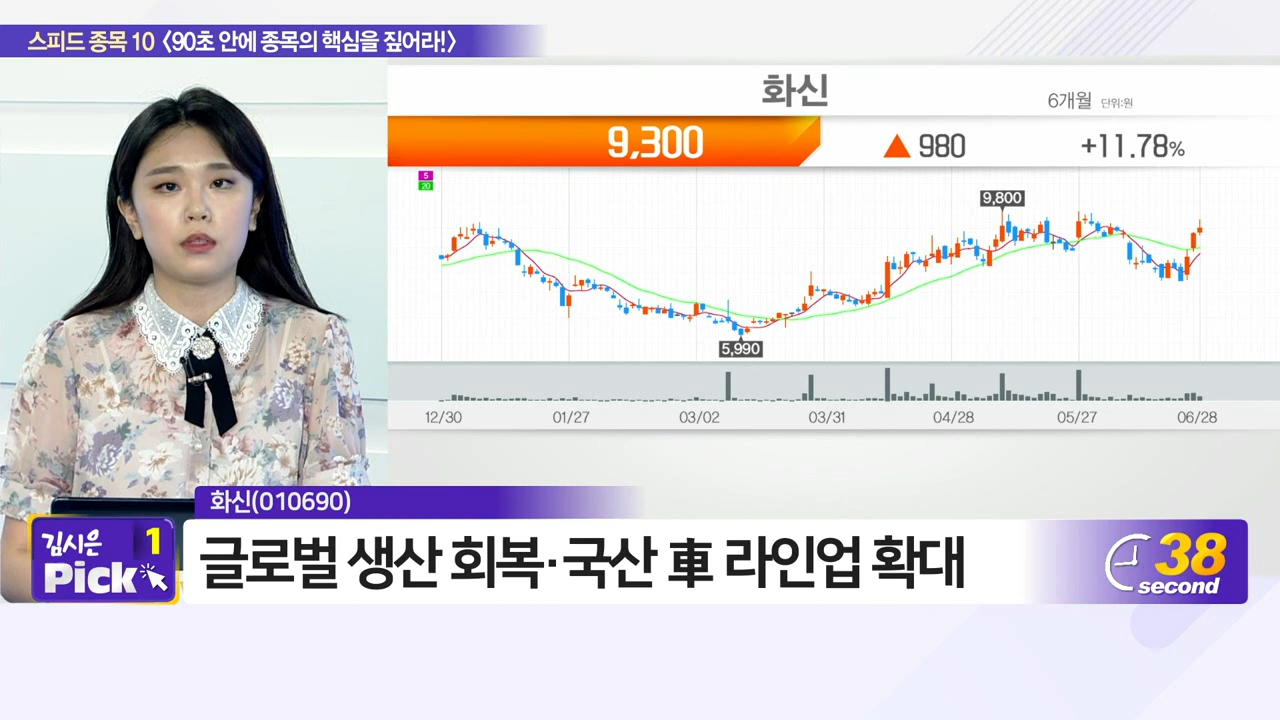 스피드 종목 10 〈90초 안에 종목의 핵심을 짚어라!〉
화신
6개월 단위:원
9,300 ▲ 980 +11.78%
5
20
9,800
5,990
12/30 01/27 03/02 03/31 04/28 05/27 06/28
화신(010690)
김시은 1
Pick
글로벌 생산 회복·국산 車 라인업 확대
38
second